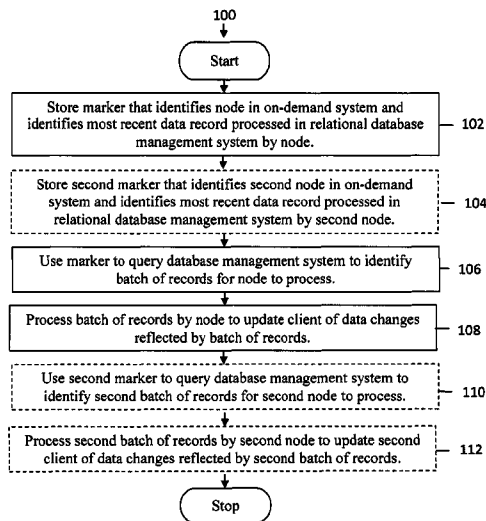 100
Start
Store marker that identifies node in on-demand system and
identifies most recent data record processed in relational database
management system by node.
102
Store second marker that identifies second node in on-demand
system and identifies most recent data record processed in
relational database management system by second node.
104
Use marker to query database management system to identify
batch of records for node to process.
106
Process batch of records by node to update client of data changes
reflected by batch of records.
108
Use second marker to query database management system to
identify second batch of records for second node to process.
110
Process second batch of records by second node to update second
client of data changes reflected by second batch of records.
112
Stop